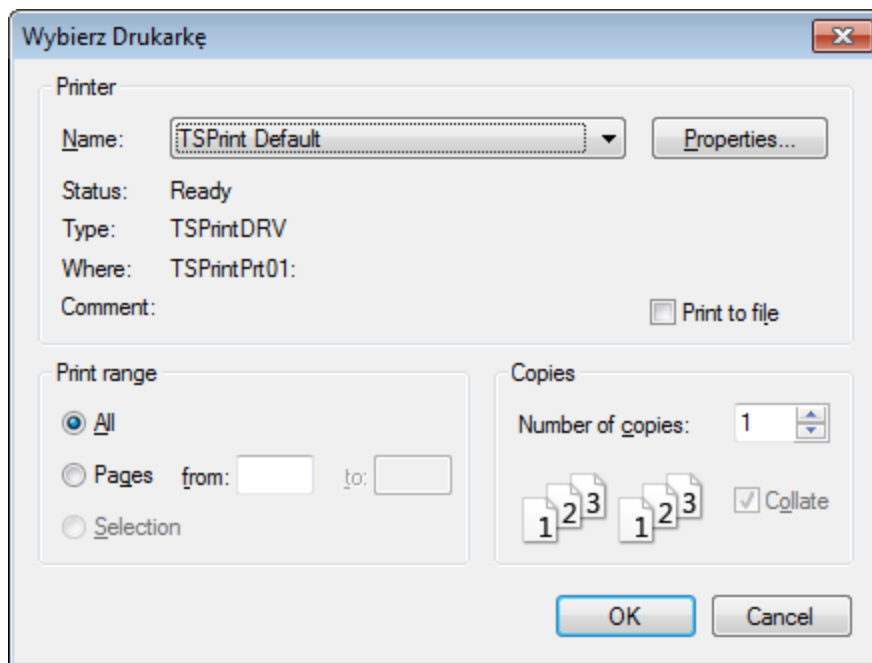 Wybierz Drukarkę
Printer
Name: TSPrint Default Properties...
Status: Ready
Type: TSPrintDRV
Where: TSPrintPrt01:
Comment: Print to file
Print range
All
Pages from: to:
Selection
Copies
Number of copies: 1
1 2 3 1 2 3 Collate
OK Cancel